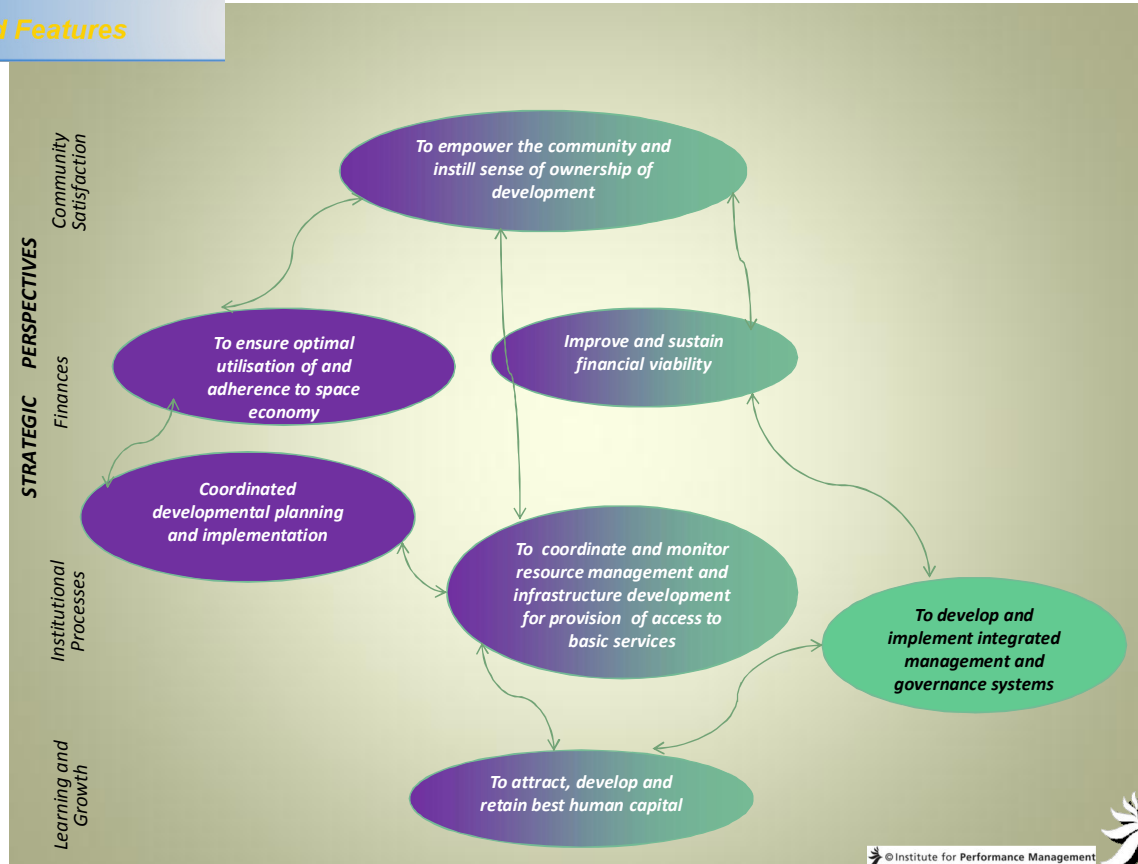 Features
Community
Satisfaction
STRATEGIC PERSPECTIVES
Finances
Institutional
Processes
Learning and
Growth
To empower the community and
instill sense of ownership of
development
To ensure optimal
utilisation of and
adherence to space
economy
Improve and sustain
financial viability
Coordinated
developmental planning
and implementation
To coordinate and monitor
resource management and
infrastructure development
for provision of access to
basic services
To develop and
implement integrated
management and
governance systems
To attract, develop and
retain best human capital
© Institute for Performance Management